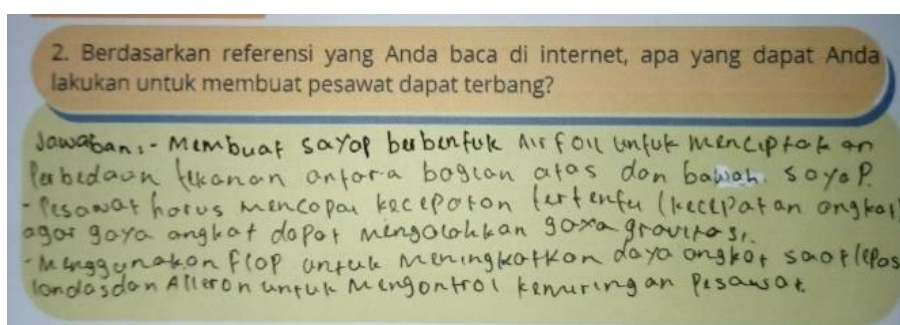 2. Berdasarkan referensi yang Anda baca di internet, apa yang dapat Anda
lakukan untuk membuat pesawat dapat terbang?
Jawaban:- Membuat sayap berbentuk Airfoil untuk menciptakan
Perbedaan tekanan antara bagian atas dan bawah sayap.
- Pesawat harus mencapai kecepatan tertentu (kecepatan angkat)
agar gaya angkat dapat mengalahkan gaya gravitasi.
- Menggunakan flap untuk meningkatkan daya angkat saat lepas
landas dan Aileron untuk mengontrol kemiringan pesawat.